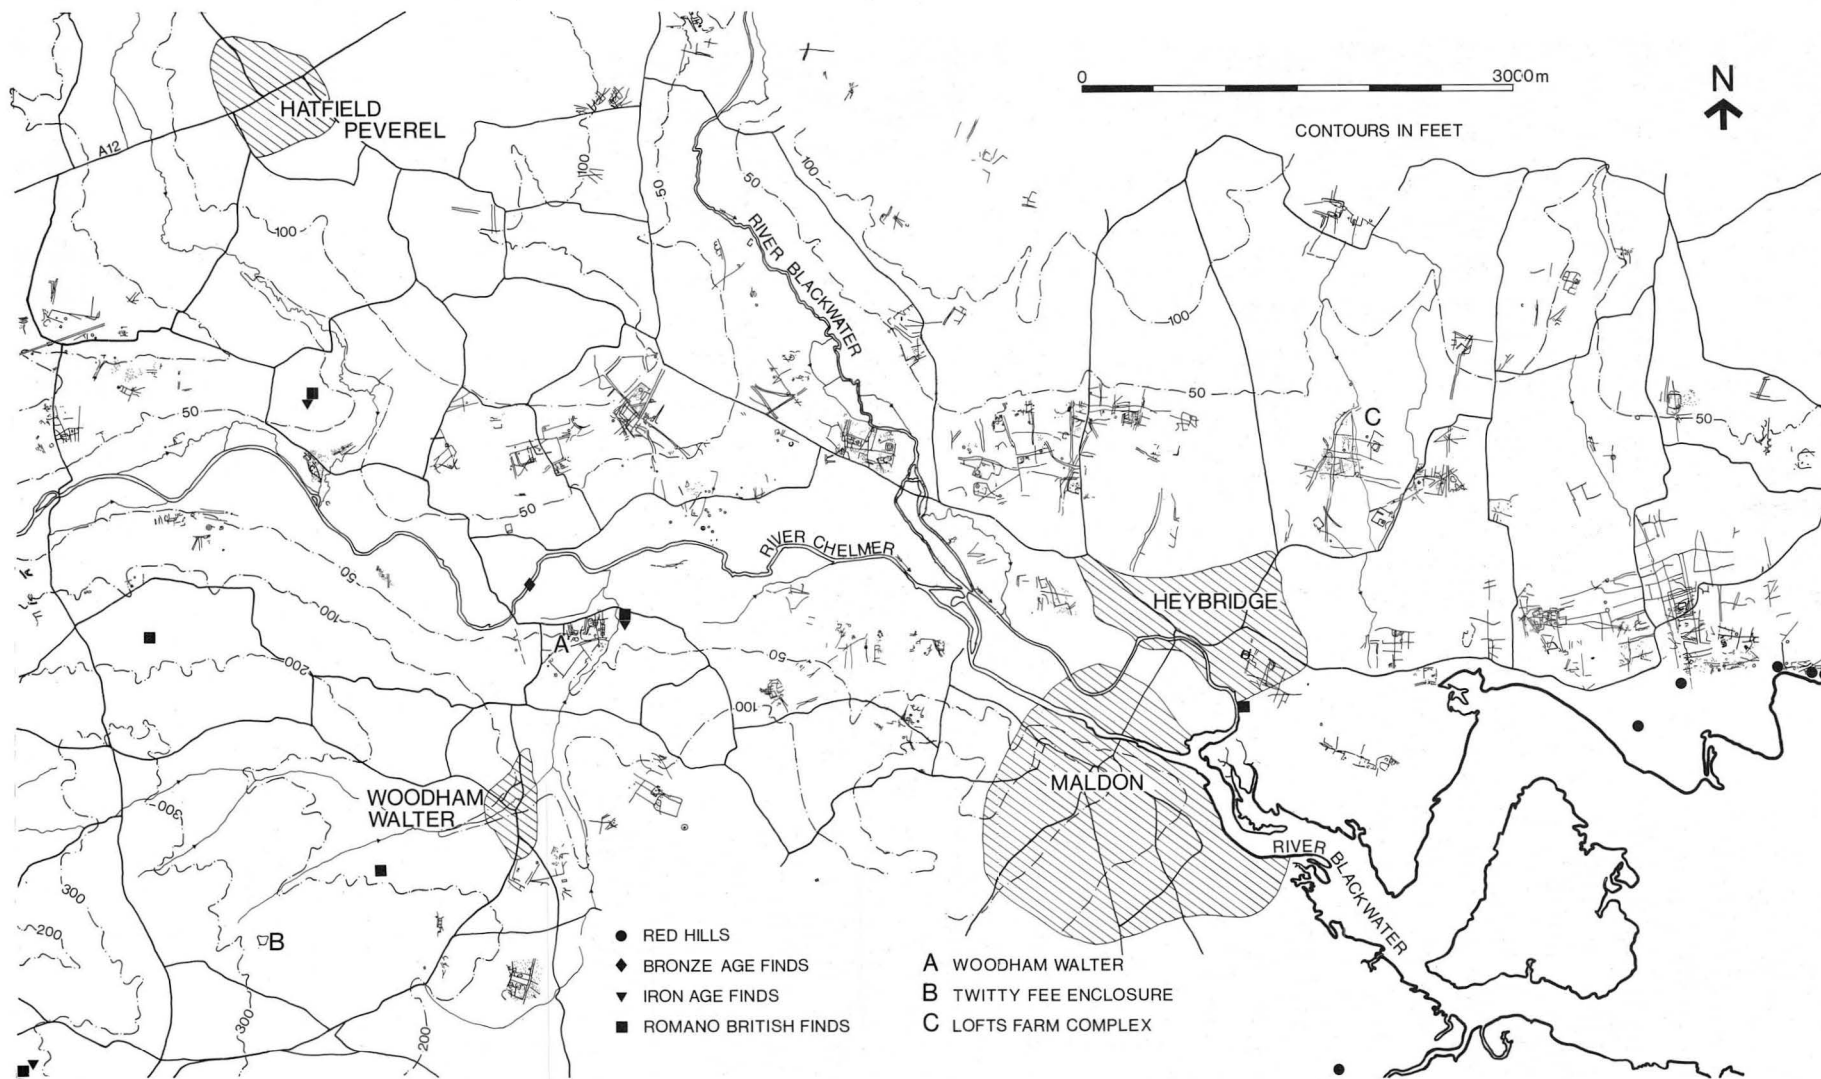 0 3000m
N
CONTOURS IN FEET
HATFIELD
PEVEREL
A12
100
50
50
100
100
RIVER BLACKWATER
100
50
50
C
50
50
RIVER CHELMER
50
100
HEYBRIDGE
A
50
200
100
MALDON
WOODHAM
WALTER
300
RIVER BLACKWATER
300
200
B
300
200
RED HILLS
BRONZE AGE FINDS
IRON AGE FINDS
ROMANO BRITISH FINDS
A WOODHAM WALTER
B TWITTY FEE ENCLOSURE
C LOFTS FARM COMPLEX